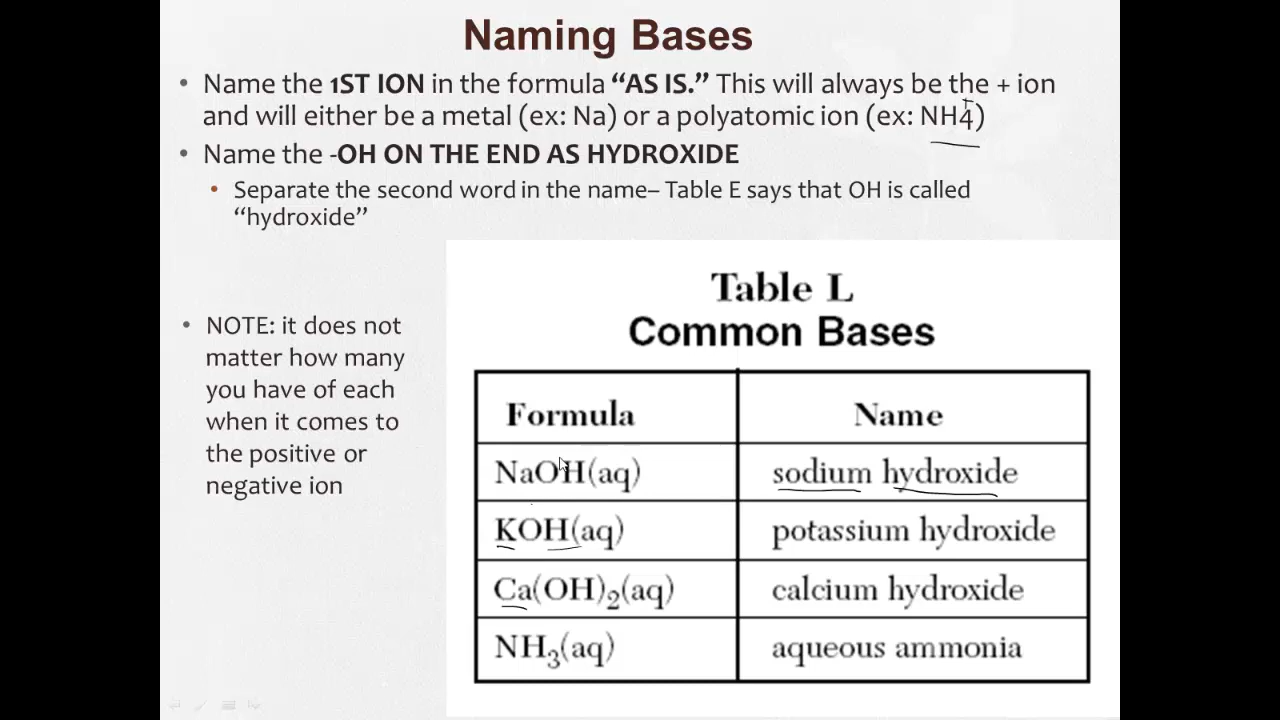 Naming Bases
• Name the 1ST ION in the formula “AS IS.” This will always be the + ion
and will either be a metal (ex: Na) or a polyatomic ion (ex: NH4+)
• Name the -OH ON THE END AS HYDROXIDE
• Separate the second word in the name– Table E says that OH is called
“hydroxide”
• NOTE: it does not
matter how many
you have of each
when it comes to
the positive or
negative ion
Table L
Common Bases
Formula Name
NaOH(aq) sodium hydroxide
KOH(aq) potassium hydroxide
Ca(OH)₂(aq) calcium hydroxide
NH₃(aq) aqueous ammonia